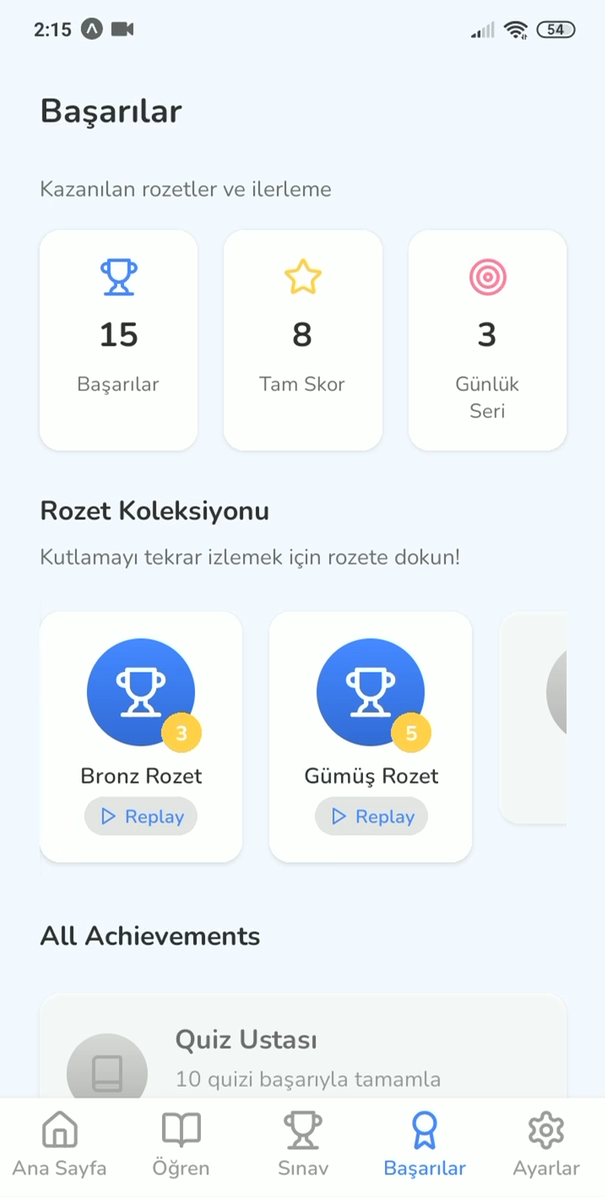 2:15
54
Başarılar
Kazanılan rozetler ve ilerleme
15
Başarılar
8
Tam Skor
3
Günlük
Seri
Rozet Koleksiyonu
Kutlamayı tekrar izlemek için rozete dokun!
3
Bronz Rozet
Replay
5
Gümüş Rozet
Replay
All Achievements
Quiz Ustası
10 quizi başarıyla tamamla
Ana Sayfa
Öğren
Sınav
Başarılar
Ayarlar